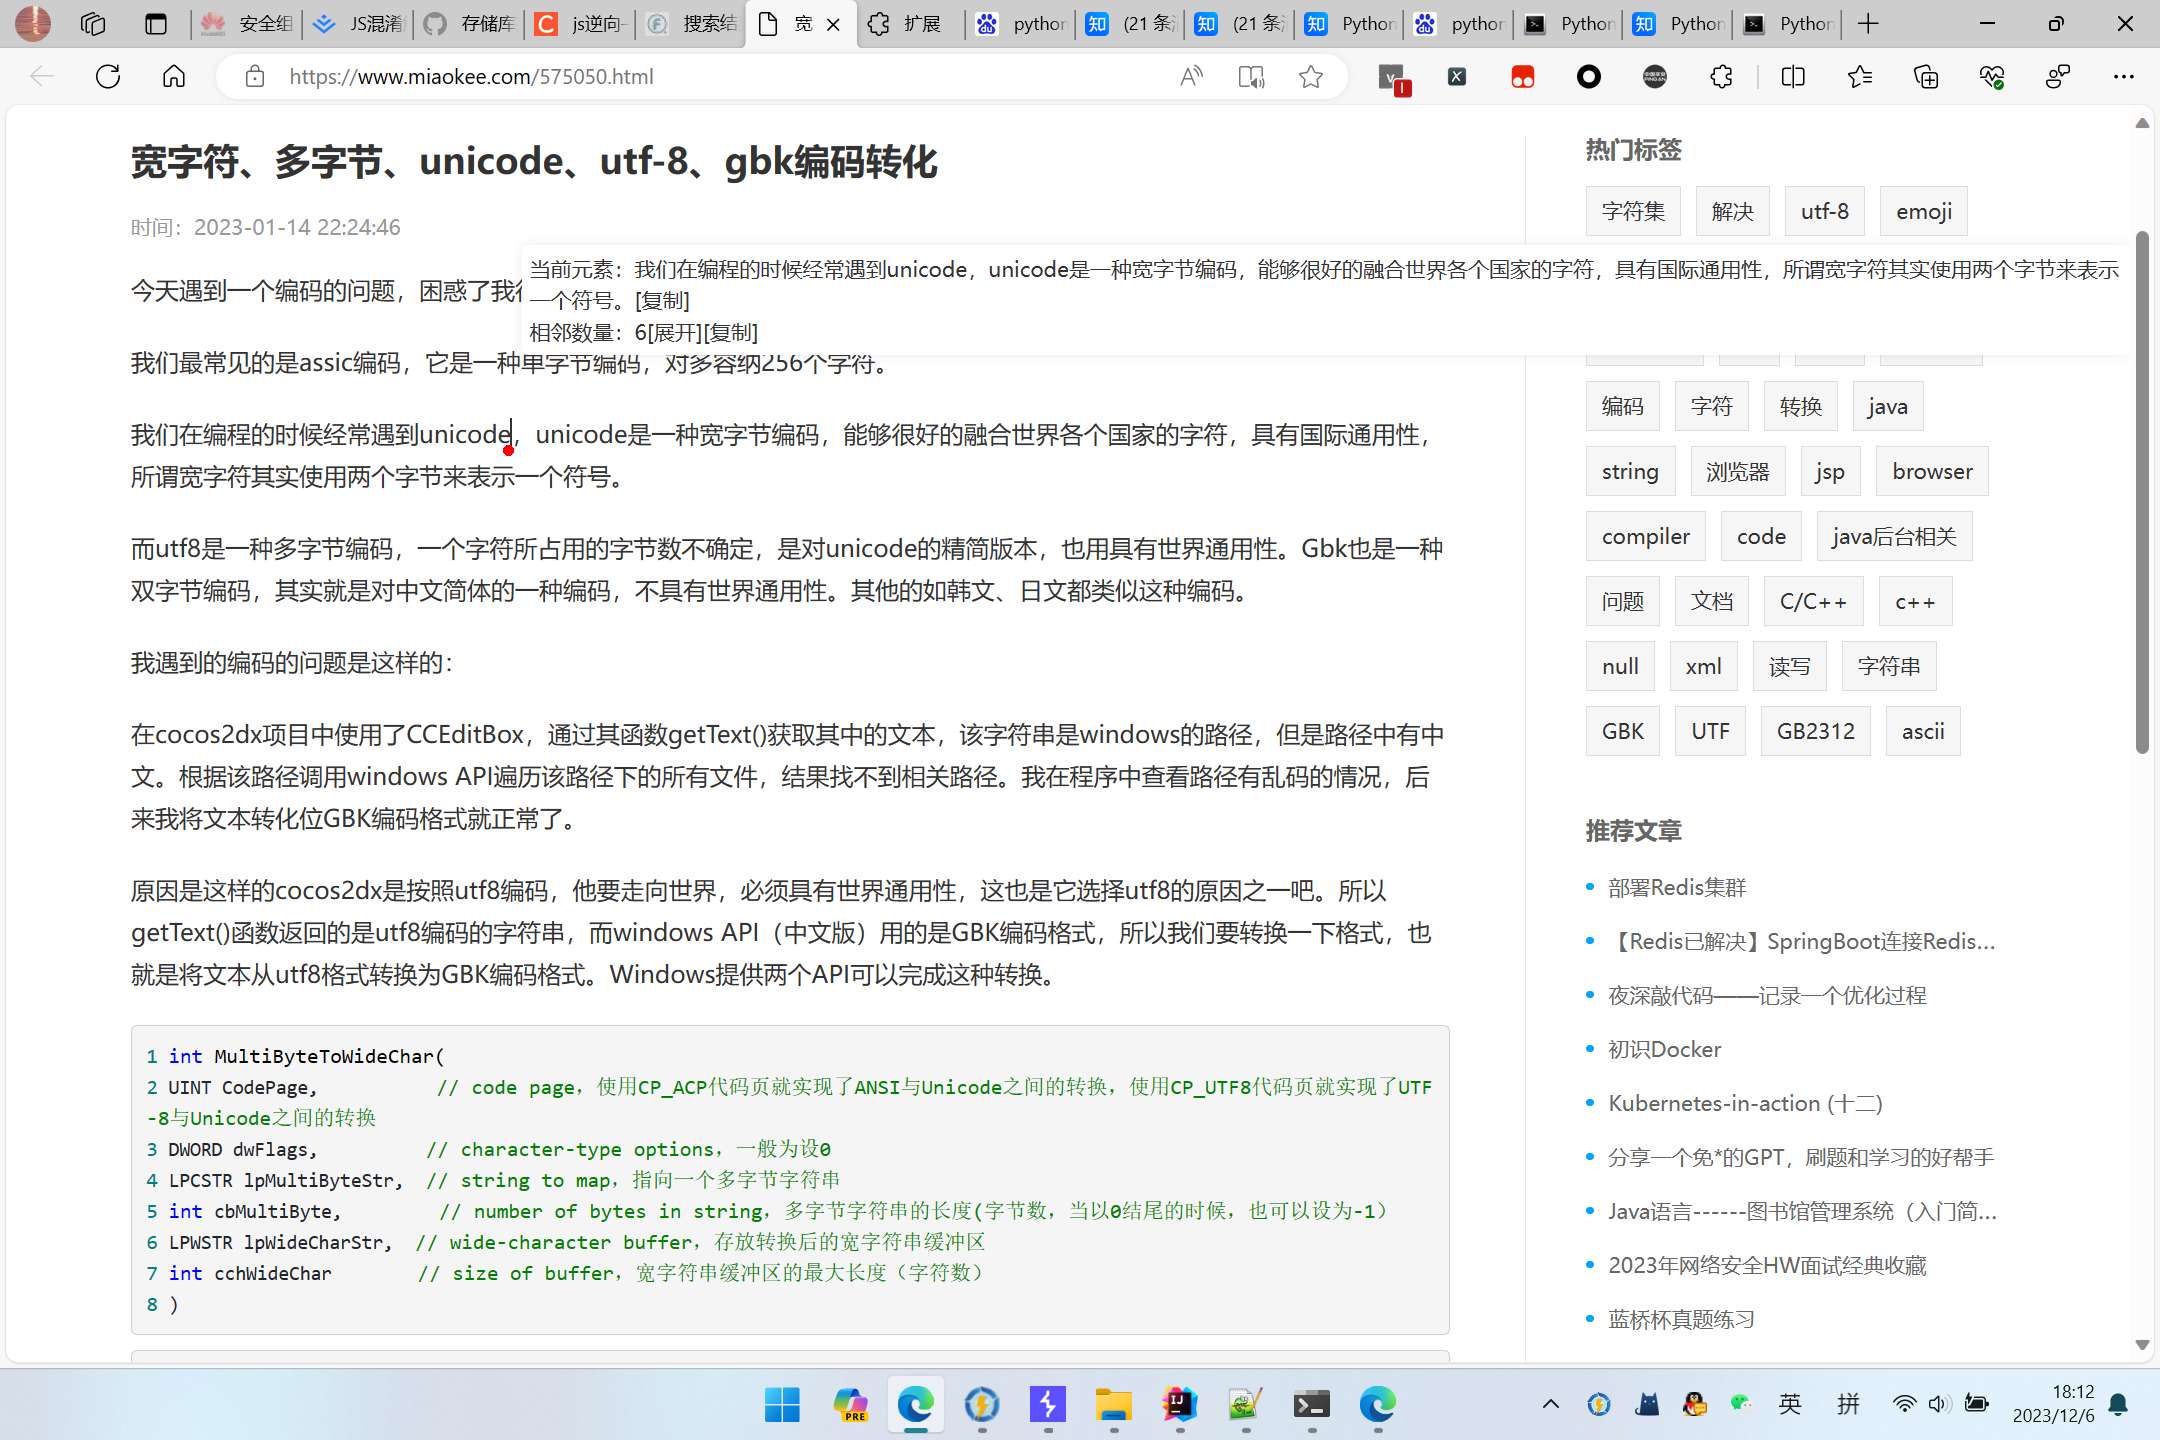 安全组
JS混淆
存储库
js逆向-
搜索结
宽
扩展
python
(21 条
(21 条
Python
python
Python
Python
Python
https://www.miaokee.com/575050.html
宽字符、多字节、unicode、utf-8、gbk编码转化
时间：2023-01-14 22:24:46
今天遇到一个编码的问题，困惑了我
当前元素：我们在编程的时候经常遇到unicode，unicode是一种宽字节编码，能够很好的融合世界各个国家的字符，具有国际通用性，所谓宽字符其实使用两个字节来表示
一个符号。[复制]
相邻数量：6[展开][复制]
我们最常见的是assic编码，它是一种单字节编码，对多容纳256个字符。
我们在编程的时候经常遇到unicode，unicode是一种宽字节编码，能够很好的融合世界各个国家的字符，具有国际通用性，
所谓宽字符其实使用两个字节来表示一个符号。
而utf8是一种多字节编码，一个字符所占用的字节数不确定，是对unicode的精简版本，也用具有世界通用性。Gbk也是一种
双字节编码，其实就是对中文简体的一种编码，不具有世界通用性。其他的如韩文、日文都类似这种编码。
我遇到的编码的问题是这样的：
在cocos2dx项目中使用了CCEditBox，通过其函数getText()获取其中的文本，该字符串是windows的路径，但是路径中有中
文。根据该路径调用windows API遍历该路径下的所有文件，结果找不到相关路径。我在程序中查看路径有乱码的情况，后
来我将文本转化位GBK编码格式就正常了。
原因是这样的cocos2dx是按照utf8编码，他要走向世界，必须具有世界通用性，这也是它选择utf8的原因之一吧。所以
getText()函数返回的是utf8编码的字符串，而windows API（中文版）用的是GBK编码格式，所以我们要转换一下格式，也
就是将文本从utf8格式转换为GBK编码格式。Windows提供两个API可以完成这种转换。
1 int MultiByteToWideChar(
2 UINT CodePage, // code page，使用CP_ACP代码页就实现了ANSI与Unicode之间的转换，使用CP_UTF8代码页就实现了UTF
-8与Unicode之间的转换
3 DWORD dwFlags, // character-type options，一般为设0
4 LPCSTR lpMultiByteStr, // string to map，指向一个多字节字符串
5 int cbMultiByte, // number of bytes in string，多字节字符串的长度(字节数，当以0结尾的时候，也可以设为-1）
6 LPWSTR lpWideCharStr, // wide-character buffer，存放转换后的宽字符串缓冲区
7 int cchWideChar // size of buffer，宽字符串缓冲区的最大长度（字符数）
8 )
热门标签
字符集 解决 utf-8 emoji
编码 字符 转换 java
string 浏览器 jsp browser
compiler code java后台相关
问题 文档 C/C++ c++
null xml 读写 字符串
GBK UTF GB2312 ascii
推荐文章
部署Redis集群
【Redis已解决】SpringBoot连接Redis...
夜深敲代码——记录一个优化过程
初识Docker
Kubernetes-in-action (十二)
分享一个免*的GPT，刷题和学习的好帮手
Java语言------图书馆管理系统（入门简...
2023年网络安全HW面试经典收藏
蓝桥杯真题练习
PRE
英
拼
18:12
2023/12/6